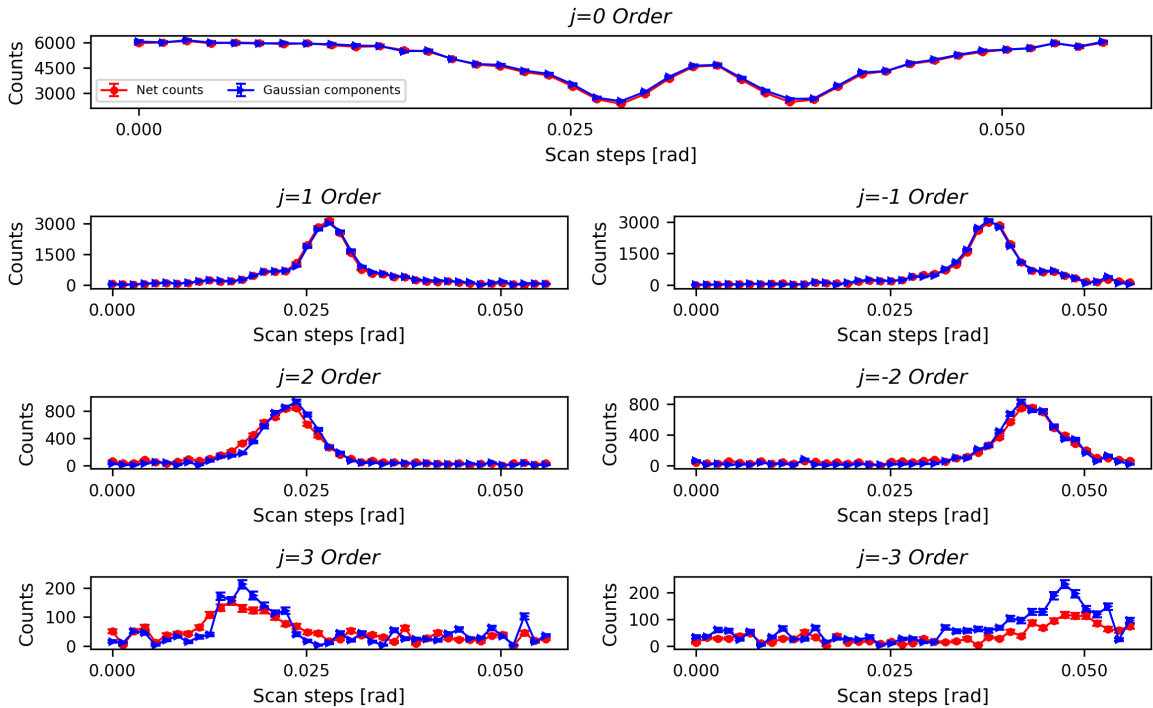 j=0 Order
6000
4500
3000
Counts
Net counts
Gaussian components
0.000 0.025 0.050
Scan steps [rad]
j=1 Order
3000
1500
0
Counts
0.000 0.025 0.050
Scan steps [rad]
j=-1 Order
3000
1500
0
Counts
0.000 0.025 0.050
Scan steps [rad]
j=2 Order
800
400
0
Counts
0.000 0.025 0.050
Scan steps [rad]
j=-2 Order
800
400
0
Counts
0.000 0.025 0.050
Scan steps [rad]
j=3 Order
200
100
0
Counts
0.000 0.025 0.050
Scan steps [rad]
j=-3 Order
200
100
0
Counts
0.000 0.025 0.050
Scan steps [rad]